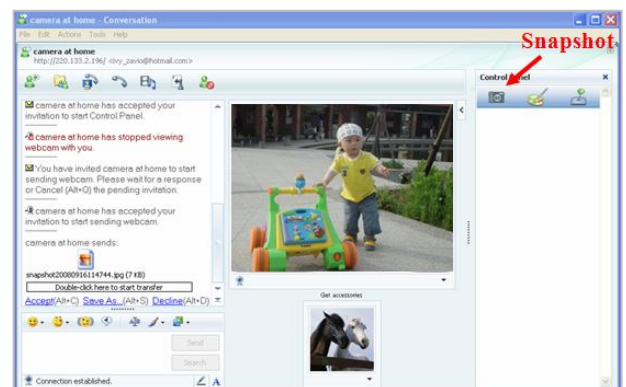 camera at home - Conversation
File Edit Actions Tools Help
Snapshot
camera at home
http://220.133.2.196/ <ivy_zavio@hotmail.com>
Control Panel
camera at home has accepted your
invitation to start Control Panel.
camera at home has stopped viewing
webcam with you.
You have invited camera at home to start
sending webcam. Please wait for a response
or Cancel (Alt+Q) the pending invitation.
camera at home has accepted your
invitation to start sending webcam.
camera at home sends:
snapshot20080916114744.jpg (7 KB)
Double-click here to start transfer
Accept(Alt+C) Save As...(Alt+S) Decline(Alt+D)
Get accessories
Send
Search
Connection established.
A